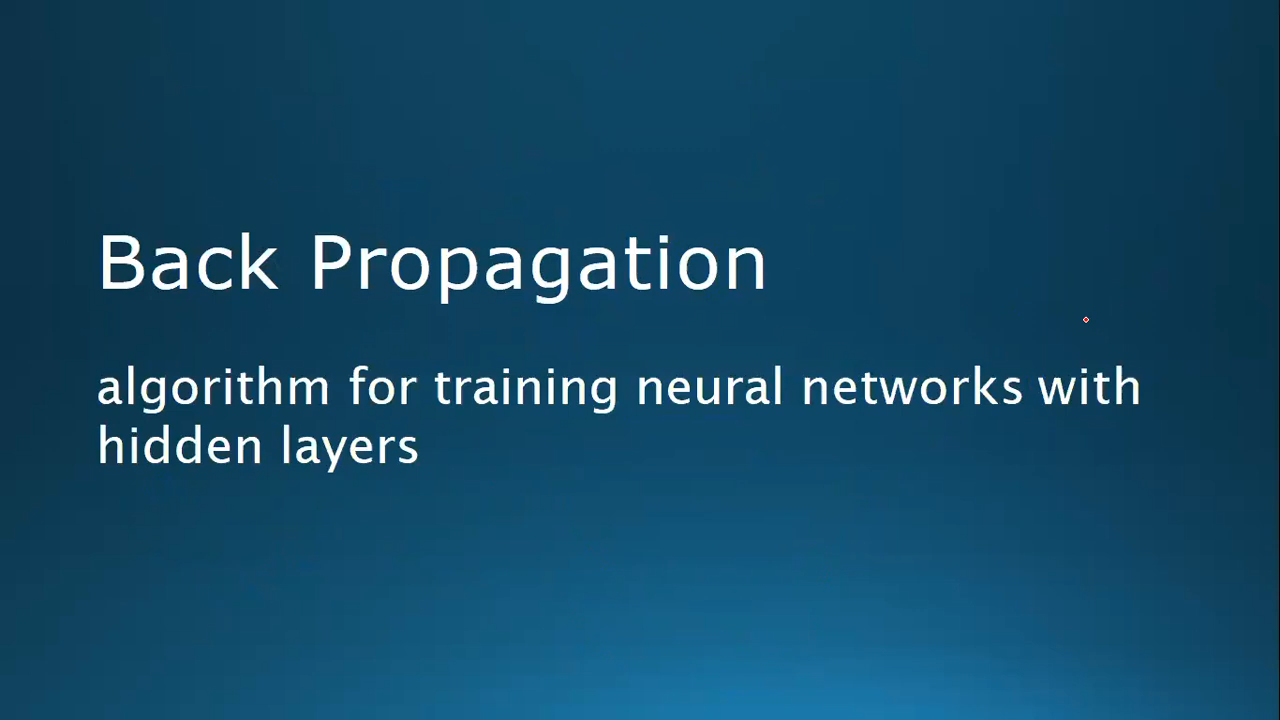 Back Propagation
algorithm for training neural networks with
hidden layers